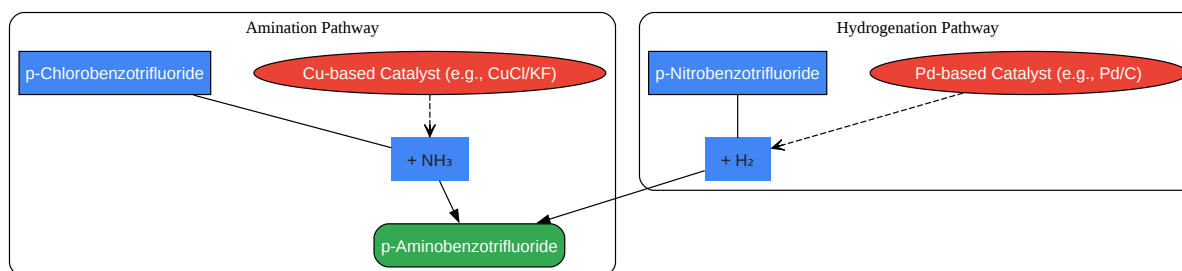 Amination Pathway
Hydrogenation Pathway
p-Chlorobenzotrifluoride
Cu-based Catalyst (e.g., CuCl/KF)
p-Nitrobenzotrifluoride
Pd-based Catalyst (e.g., Pd/C)
+ NH₃
+ H₂
p-Aminobenzotrifluoride